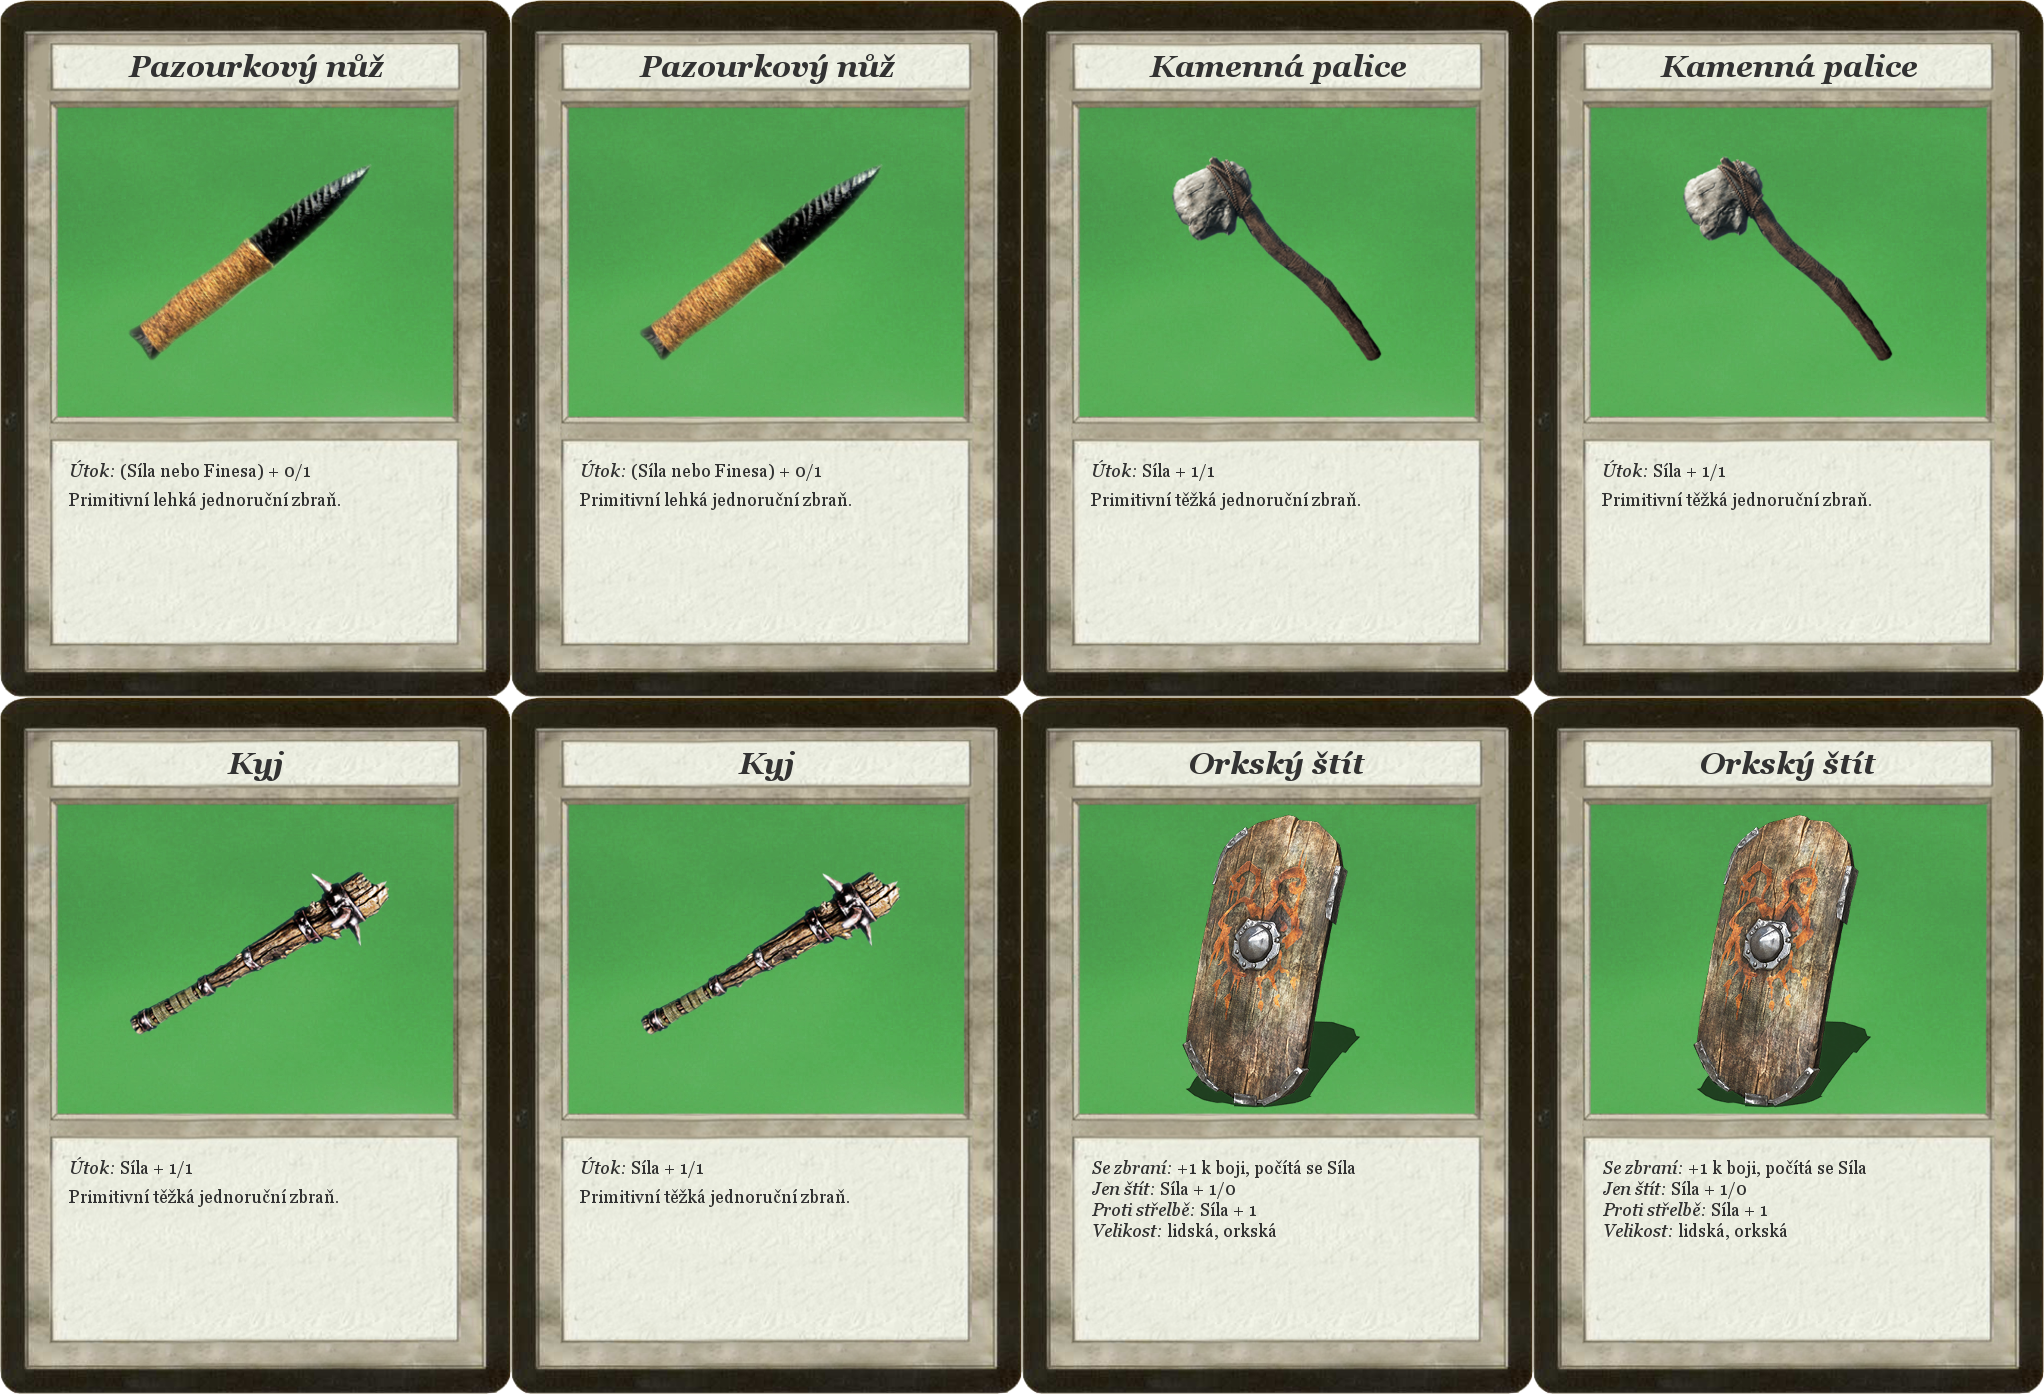 Pazourkový nůž
Útok: (Síla nebo Finesa) + 0/1
Primitivní lehká jednoruční zbraň.
Pazourkový nůž
Útok: (Síla nebo Finesa) + 0/1
Primitivní lehká jednoruční zbraň.
Kamenná palice
Útok: Síla + 1/1
Primitivní těžká jednoruční zbraň.
Kamenná palice
Útok: Síla + 1/1
Primitivní těžká jednoruční zbraň.
Kyj
Útok: Síla + 1/1
Primitivní těžká jednoruční zbraň.
Kyj
Útok: Síla + 1/1
Primitivní těžká jednoruční zbraň.
Orkský štít
Se zbraní: +1 k boji, počítá se Síla
Jen štít: Síla + 1/0
Proti střelbě: Síla + 1
Velikost: lidská, orkská
Orkský štít
Se zbraní: +1 k boji, počítá se Síla
Jen štít: Síla + 1/0
Proti střelbě: Síla + 1
Velikost: lidská, orkská